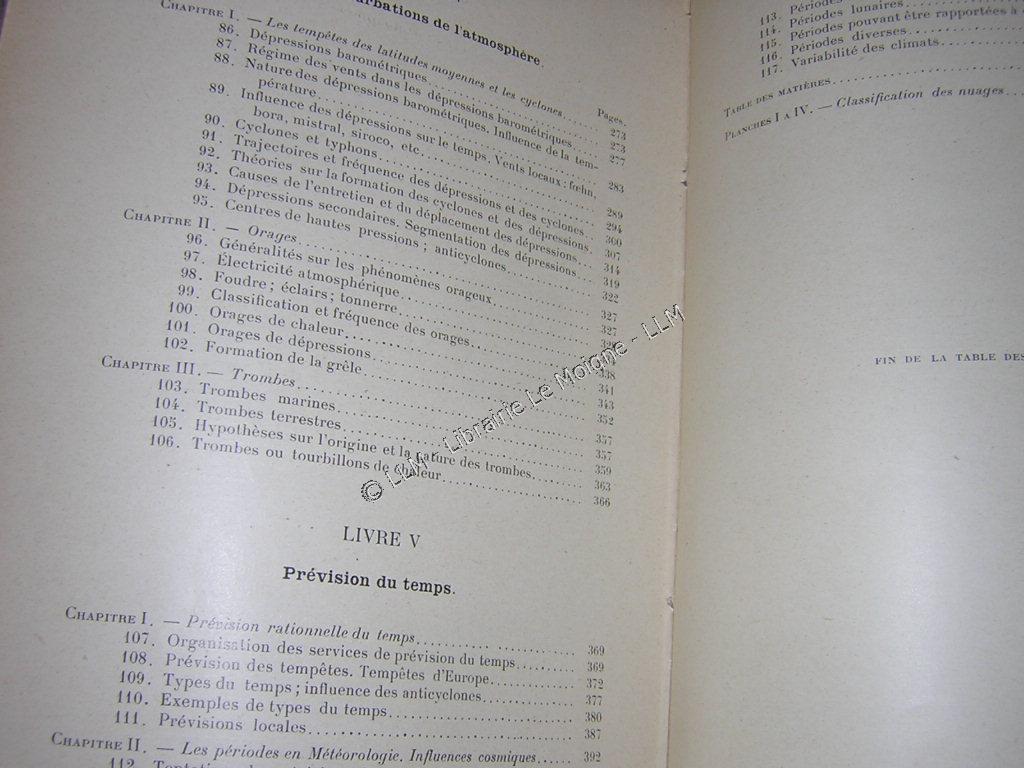 rbations de l'atmosphère.
Pages.
CHAPITRE I. — Les tempêtes des latitudes moyennes et les cyclones...... 273
86. Dépressions barométriques............ 273
87. Régime des vents dans les dépressions barométriques...... 277
88. Nature des dépressions barométriques. Influence de la tem-
pérature............ 283
89. Influence des dépressions sur le temps. Vents locaux : fœhn,
bora, mistral, siroco, etc............ 289
90. Cyclones et typhons............ 294
91. Trajectoires et fréquence des dépressions et des cyclones. 300
92. Théories sur la formation des cyclones et des dépressions. 307
93. Causes de l'entretien et du déplacement des dépressions.. 314
94. Dépressions secondaires. Segmentation des dépressions... 319
95. Centres de hautes pressions ; anticyclones............ 322
CHAPITRE II. — Orages............ 327
96. Généralités sur les phénomènes orageux............ 327
97. Électricité atmosphérique............
98. Foudre ; éclairs ; tonnerre............
99. Classification et fréquence des orages............ 338
100. Orages de chaleur............ 341
101. Orages de dépressions............ 343
102. Formation de la grêle............ 352
CHAPITRE III. — Trombes............ 357
103. Trombes marines............ 357
104. Trombes terrestres............ 359
105. Hypothèses sur l'origine et la nature des trombes...... 363
106. Trombes ou tourbillons de chaleur............ 366
LIVRE V
Prévision du temps.
CHAPITRE I. — Prévision rationnelle du temps............ 369
107. Organisation des services de prévision du temps.......... 369
108. Prévision des tempêtes. Tempêtes d'Europe............ 372
109. Types du temps ; influence des anticyclones............ 377
110. Exemples de types du temps............ 380
111. Prévisions locales............ 387
CHAPITRE II. — Les périodes en Météorologie. Influences cosmiques...... 392
112.
113. Périodes
114. Périodes lunaires............
115. Périodes pouvant être rapportées à
116. Périodes diverses............
117. Variabilité des climats............
TABLE DES MATIÈRES............
PLANCHES I A IV. — Classification des nuages............
FIN DE LA TABLE DES
© LLM - Librairie Le Moigne - LLM